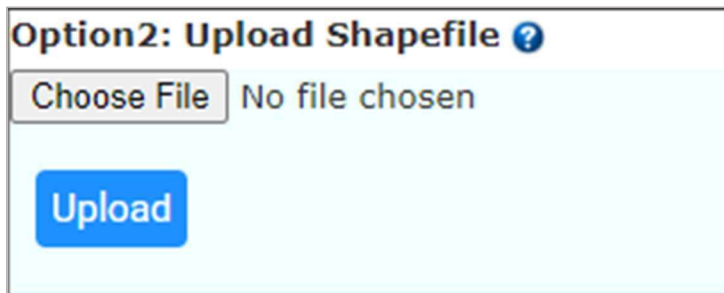 Option2: Upload Shapefile ?
Choose File No file chosen
Upload